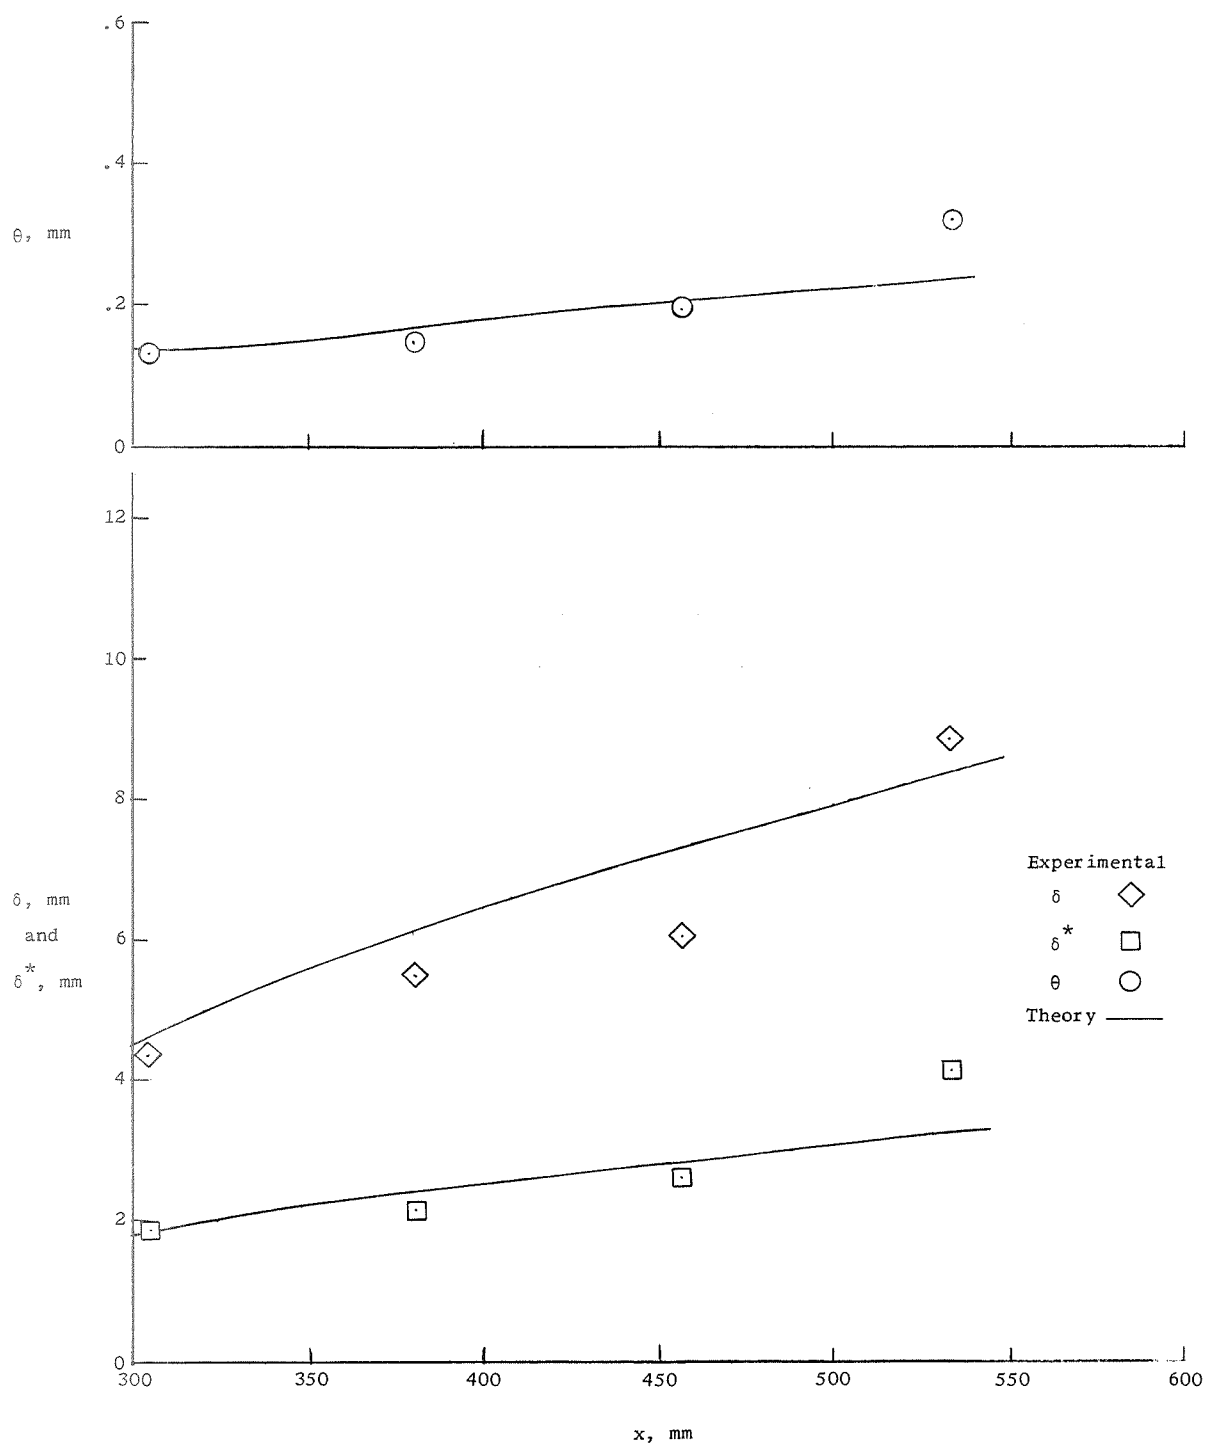 .6
.4
θ, mm
.2
0
12
10
8
Experimental
δ
δ*
θ
Theory
δ, mm
and
δ*, mm
6
4
2
0
300 350 400 450 500 550 600
x, mm